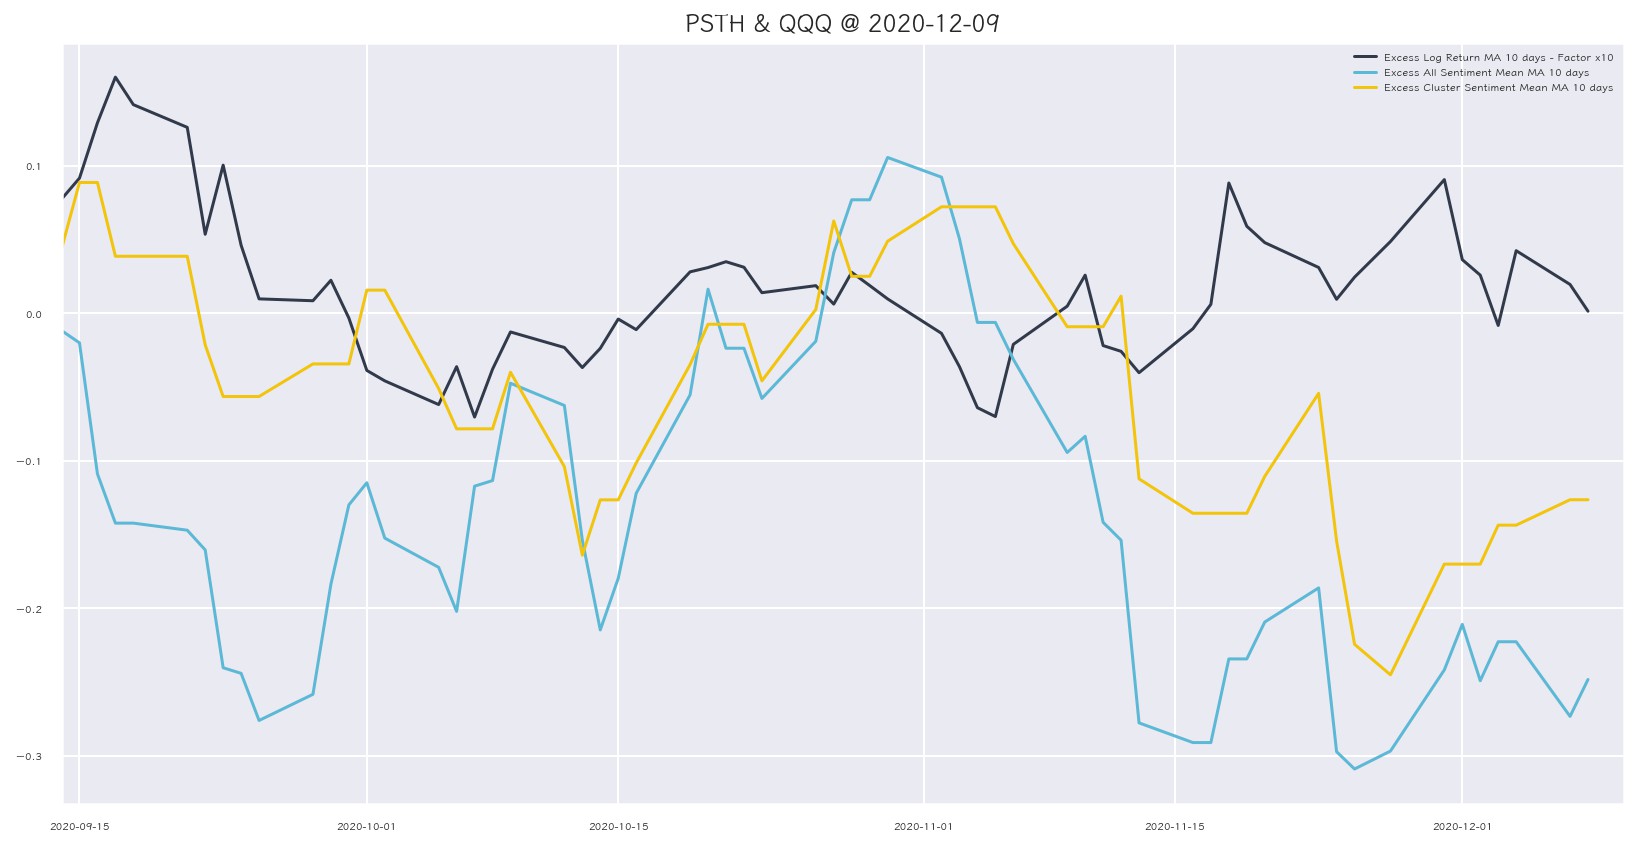 PSTH & QQQ @ 2020-12-09
Excess Log Return MA 10 days - Factor x10
Excess All Sentiment Mean MA 10 days
Excess Cluster Sentiment Mean MA 10 days
0.1
0.0
−0.1
−0.2
−0.3
2020-09-15 2020-10-01 2020-10-15 2020-11-01 2020-11-15 2020-12-01